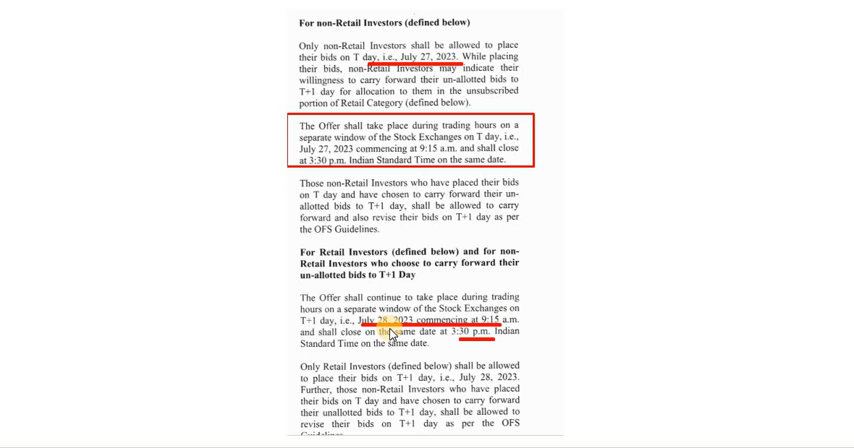 For non-Retail Investors (defined below)
Only non-Retail Investors shall be allowed to place
their bids on T day, i.e., July 27, 2023. While placing
their bids, non-Retail Investors may indicate their
willingness to carry forward their un-allotted bids to
T+1 day for allocation to them in the unsubscribed
portion of Retail Category (defined below).
The Offer shall take place during trading hours on a
separate window of the Stock Exchanges on T day, i.e.,
July 27, 2023 commencing at 9:15 a.m. and shall close
at 3:30 p.m. Indian Standard Time on the same date.
Those non-Retail Investors who have placed their bids
on T day and have chosen to carry forward their un-
allotted bids to T+1 day, shall be allowed to carry
forward and also revise their bids on T+1 day as per
the OFS Guidelines.
For Retail Investors (defined below) and for non-
Retail Investors who choose to carry forward their
un-allotted bids to T+1 Day
The Offer shall continue to take place during trading
hours on a separate window of the Stock Exchanges on
T+1 day, i.e., July 28, 2023 commencing at 9:15 a.m.
and shall close on the same date at 3:30 p.m. Indian
Standard Time on the same date.
Only Retail Investors (defined below) shall be allowed
to place their bids on T+1 day, i.e., July 28, 2023.
Further, those non-Retail Investors who have placed
their bids on T day and have chosen to carry forward
their unallotted bids to T+1 day, shall be allowed to
revise their bids on T+1 day as per the OFS
Guidelines.